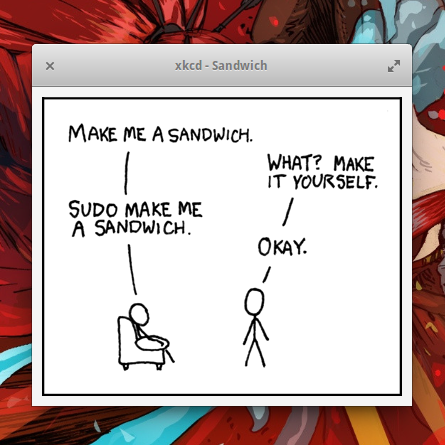 xkcd - Sandwich
MAKE ME A SANDWICH.
WHAT? MAKE
IT YOURSELF.
SUDO MAKE ME
A SANDWICH.
OKAY.